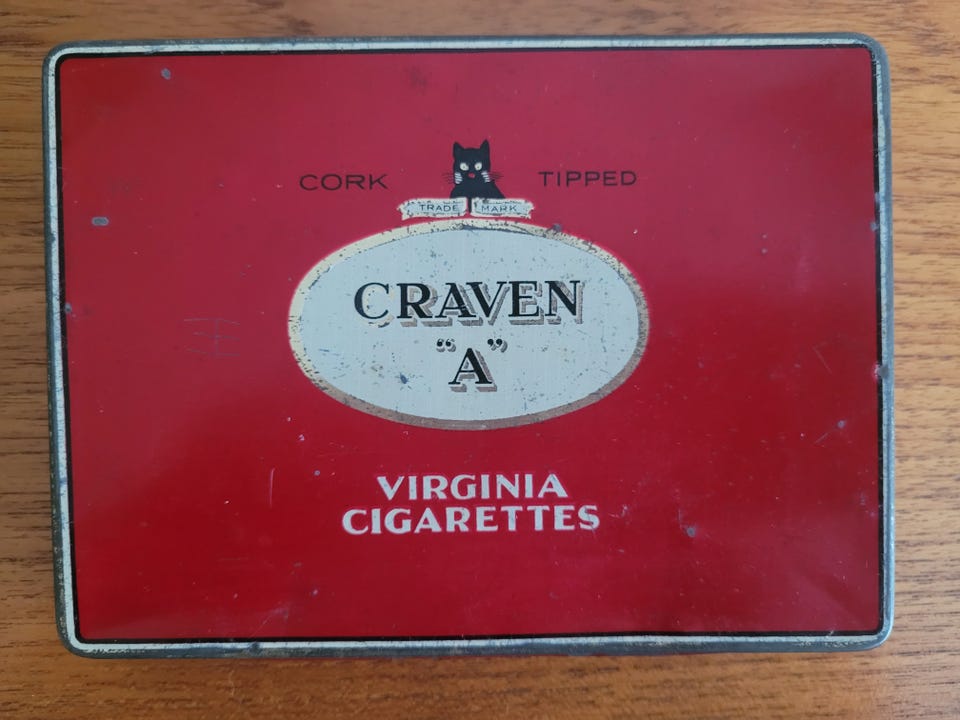 CORK TIPPED
TRADE MARK
CRAVEN
"A"
VIRGINIA
CIGARETTES